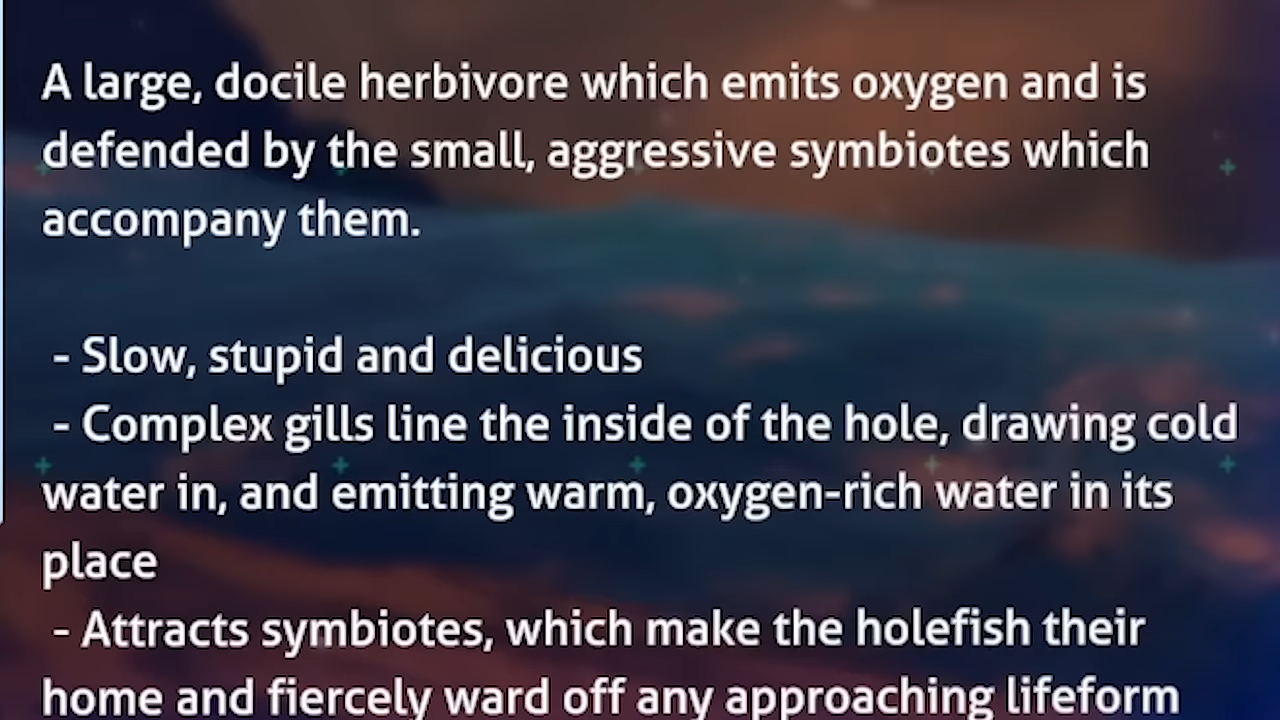 A large, docile herbivore which emits oxygen and is
defended by the small, aggressive symbiotes which
accompany them.
- Slow, stupid and delicious
- Complex gills line the inside of the hole, drawing cold
water in, and emitting warm, oxygen-rich water in its
place
- Attracts symbiotes, which make the holefish their
home and fiercely ward off any approaching lifeform